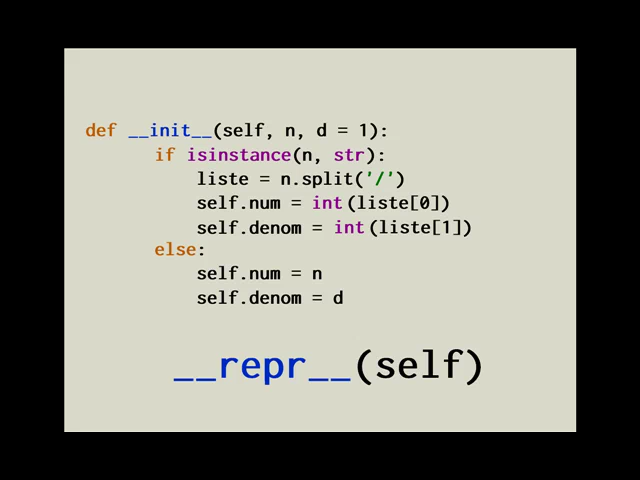 def __init__(self, n, d = 1):
if isinstance(n, str):
liste = n.split('/')
self.num = int(liste[0])
self.denom = int(liste[1])
else:
self.num = n
self.denom = d
__repr__(self)